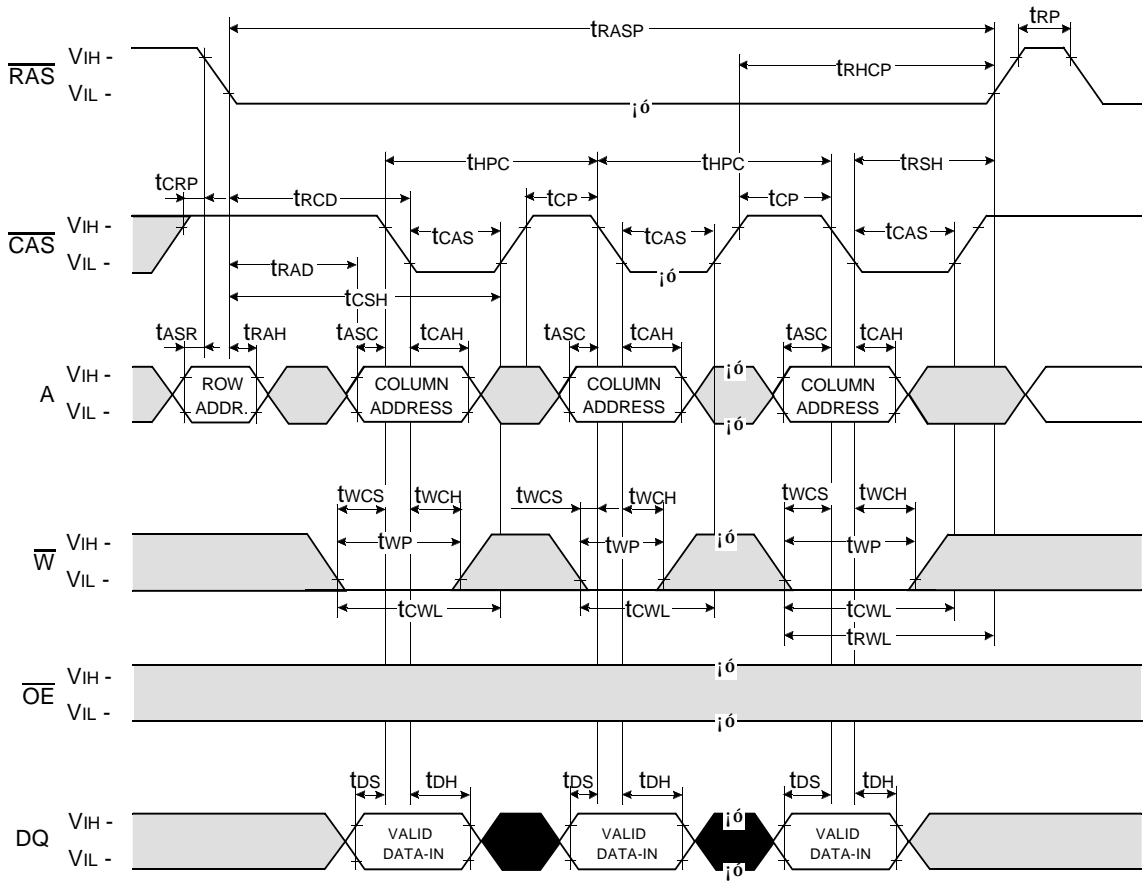 tRASP
tRP
VIH -
RAS
VIL -
tRHCP
¡ó
tHPC
tHPC
tRSH
tCRP
tRCD
tCP
tCP
VIH -
CAS
VIL -
tCAS
tCAS
tCAS
¡ó
tRAD
tCSH
tASR
tRAH
tASC
tCAH
tASC
tCAH
tASC
tCAH
VIH -
A
VIL -
ROW
ADDR.
COLUMN
ADDRESS
COLUMN
ADDRESS
¡ó
¡ó
COLUMN
ADDRESS
tWCS
tWCH
tWCS
tWCH
tWCS
tWCH
VIH -
W
VIL -
tWP
tWP
¡ó
tWP
tCWL
tCWL
tCWL
tRWL
VIH -
OE
VIL -
¡ó
¡ó
tDS
tDH
tDS
tDH
tDS
tDH
VIH -
DQ
VIL -
VALID
DATA-IN
VALID
DATA-IN
¡ó
¡ó
VALID
DATA-IN